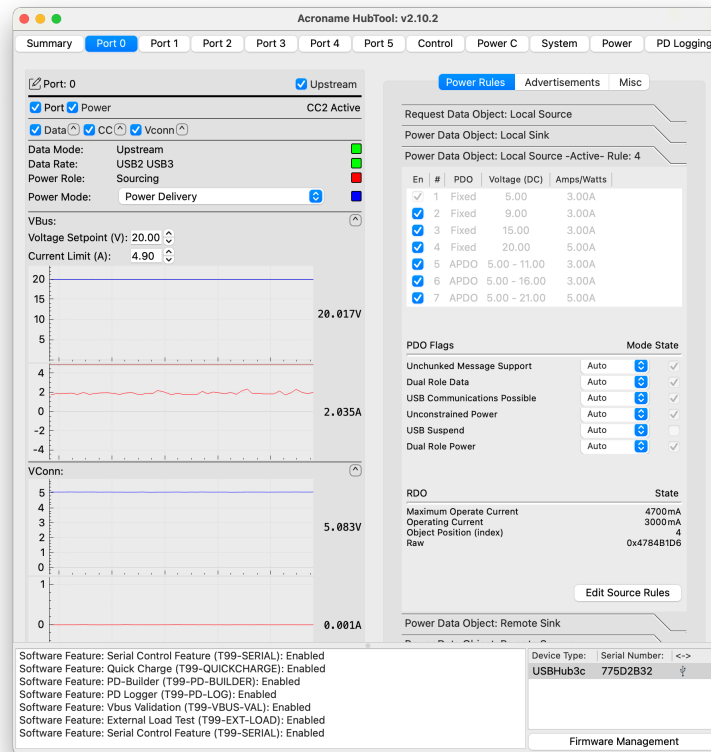 Acroname HubTool: v2.10.2
Summary Port 0 Port 1 Port 2 Port 3 Port 4 Port 5 Control Power C System Power PD Logging
Port: 0 Upstream
Port Power CC2 Active
Data CC Vconn
Data Mode: Upstream
Data Rate: USB2 USB3
Power Role: Sourcing
Power Mode: Power Delivery
VBus:
Voltage Setpoint (V): 20.00
Current Limit (A): 4.90
20
15
10
5
20.017V
4
2
0
-2
-4
2.035A
VConn:
5
4
3
2
1
0
5.083V
1
0
0.001A
Power Rules Advertisements Misc
Request Data Object: Local Source
Power Data Object: Local Sink
Power Data Object: Local Source -Active- Rule: 4
En # PDO Voltage (DC) Amps/Watts
1 Fixed 5.00 3.00A
2 Fixed 9.00 3.00A
3 Fixed 15.00 3.00A
4 Fixed 20.00 5.00A
5 APDO 5.00 - 11.00 3.00A
6 APDO 5.00 - 16.00 3.00A
7 APDO 5.00 - 21.00 5.00A
PDO Flags Mode State
Unchunked Message Support Auto
Dual Role Data Auto
USB Communications Possible Auto
Unconstrained Power Auto
USB Suspend Auto
Dual Role Power Auto
RDO State
Maximum Operate Current 4700mA
Operating Current 3000mA
Object Position (index) 4
Raw 0x4784B1D6
Edit Source Rules
Power Data Object: Remote Sink
Software Feature: Serial Control Feature (T99-SERIAL): Enabled
Software Feature: Quick Charge (T99-QUICKCHARGE): Enabled
Software Feature: PD-Builder (T99-PD-BUILDER): Enabled
Software Feature: PD Logger (T99-PD-LOG): Enabled
Software Feature: Vbus Validation (T99-VBUS-VAL): Enabled
Software Feature: External Load Test (T99-EXT-LOAD): Enabled
Software Feature: Serial Control Feature (T99-SERIAL): Enabled
Device Type: Serial Number: <->
USBHub3c 775D2B32
Firmware Management